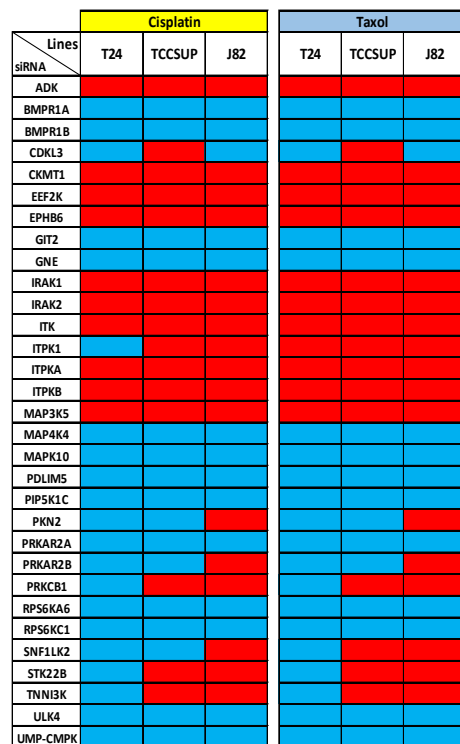 Cisplatin Taxol
Lines
siRNA
T24 TCCSUP J82 T24 TCCSUP J82
ADK
BMPR1A
BMPR1B
CDKL3
CKMT1
EEF2K
EPHB6
GIT2
GNE
IRAK1
IRAK2
ITK
ITPK1
ITPKA
ITPKB
MAP3K5
MAP4K4
MAPK10
PDLIM5
PIP5K1C
PKN2
PRKAR2A
PRKAR2B
PRKCB1
RPS6KA6
RPS6KC1
SNF1LK2
STK22B
TNNI3K
ULK4
UMP-CMPK